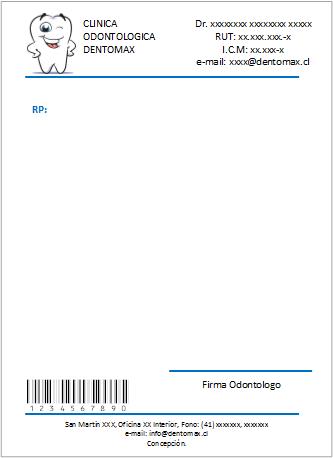 CLINICA
ODONTOLOGICA
DENTOMAX
Dr. xxxxxxxx xxxxxxxx xxxxx
RUT: xx.xxx.xxx.-x
I.C.M: xx.xxx-x
e-mail: xxxx@dentomax.cl
RP:
Firma Odontologo
1 2 3 4 5 6 7 8 9 0
San Martin XXX, Oficina XX Interior, Fono: (41) xxxxxxx, xxxxxxx
e-mail: info@dentomax.cl
Concepción.